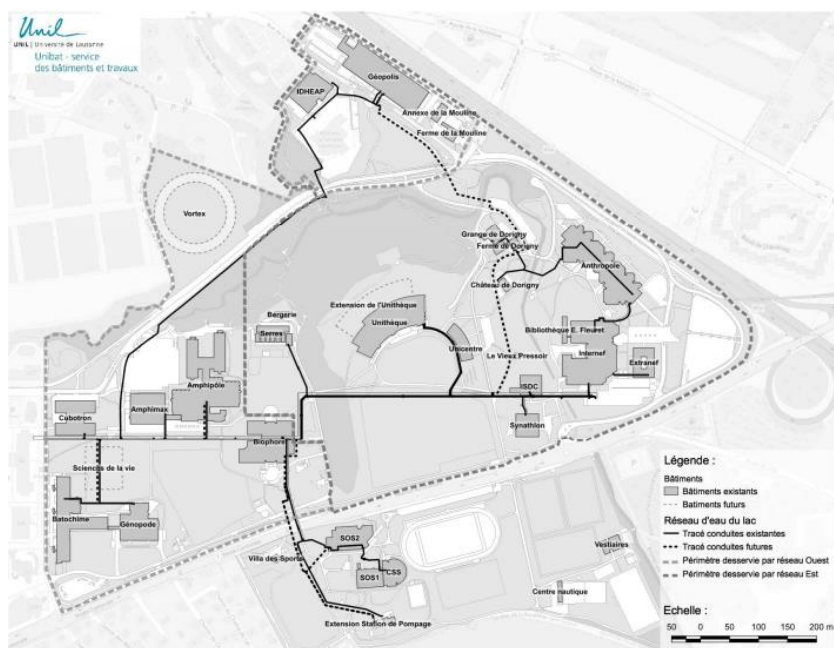 Unil
UNIL | Université de Lausanne
Unibat - service
des bâtiments et travaux
Géopolis
IDHEAP
Annexe de la Mouline
Ferme de la Mouline
Vortex
Grange de Dorigny
Ferme de Dorigny
Anthropole
Château de Dorigny
Extension de l'Unithèque
Bergerie
Unithèque
Serres
Bibliothèque E. Fleuret
Unicentre
Le Vieux Pressoir
Internef
Extranef
Amphipôle
ISDC
Amphimax
Cubotron
Synathlon
Biophore
Sciences de la vie
Batochime
Génopode
SOS2
Villa des Sports
CSS
SOS1
Vestiaires
Centre nautique
Extension Station de Pompage
Légende :
Bâtiments
Bâtiments existants
Batiments futurs
Réseau d'eau du lac
Tracé conduites existantes
Tracé conduites futures
Périmètre desservie par réseau Ouest
Périmètre desservie par réseau Est
Echelle :
50 0 50 100 150 200 m